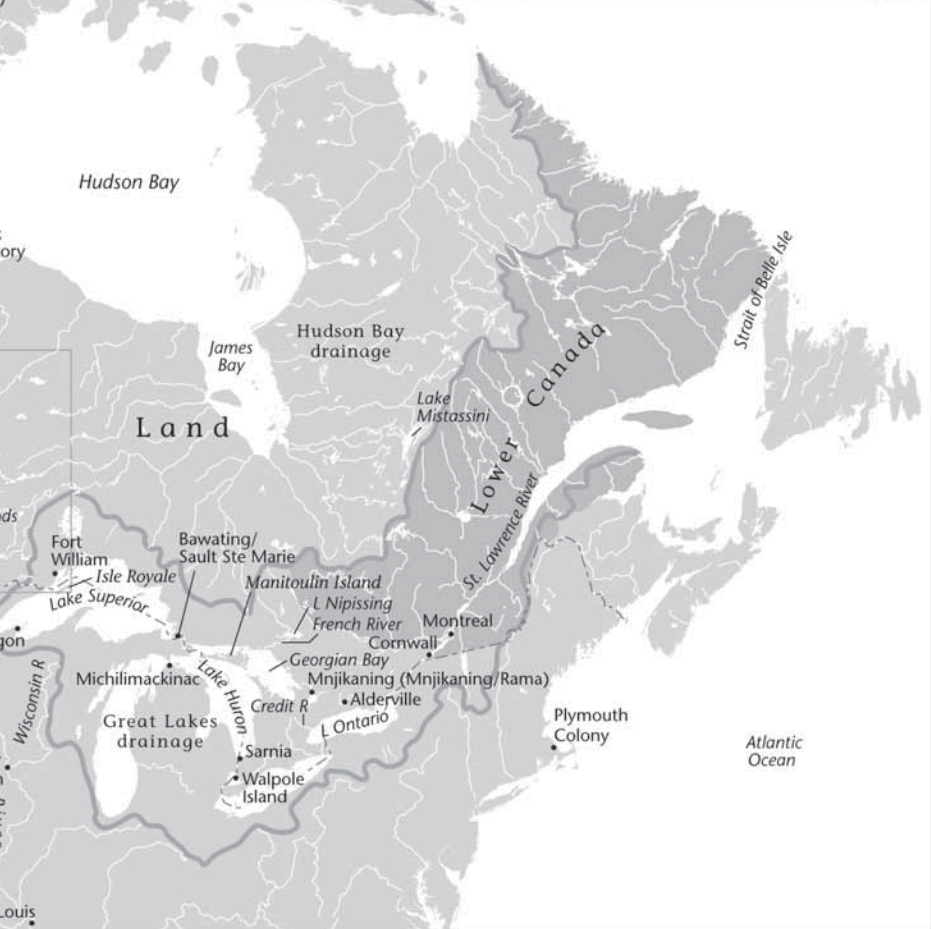 Hudson Bay
ory
Strait of Belle Isle
Hudson Bay
drainage
James
Bay
Canada
Lake
Mistassini
Land
Lower
St. Lawrence River
ds
Fort
William
Bawating/
Sault Ste Marie
Isle Royale
Manitoulin Island
Lake Superior
L Nipissing
French River
Montreal
gon
Cornwall
Georgian Bay
Michilimackinac
Lake Huron
Mnjikaning (Mnjikaning/Rama)
Wisconsin R
Credit R
Alderville
Great Lakes
drainage
L Ontario
Plymouth
Colony
Sarnia
Atlantic
Ocean
Walpole
Island
Louis